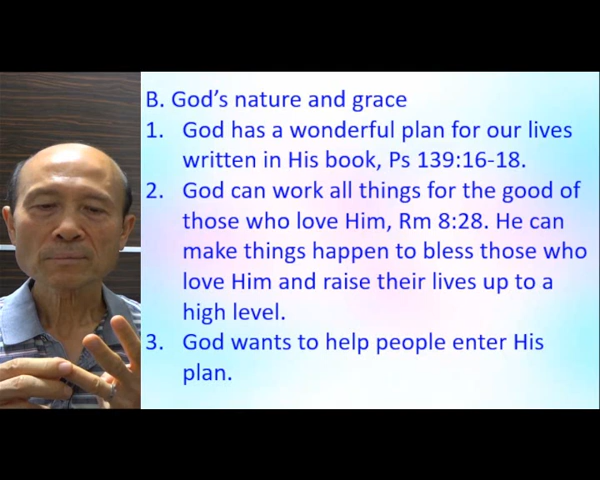 B. God's nature and grace
1. God has a wonderful plan for our lives
written in His book, Ps 139:16-18.
2. God can work all things for the good of
those who love Him, Rm 8:28. He can
make things happen to bless those who
love Him and raise their lives up to a
high level.
3. God wants to help people enter His
plan.